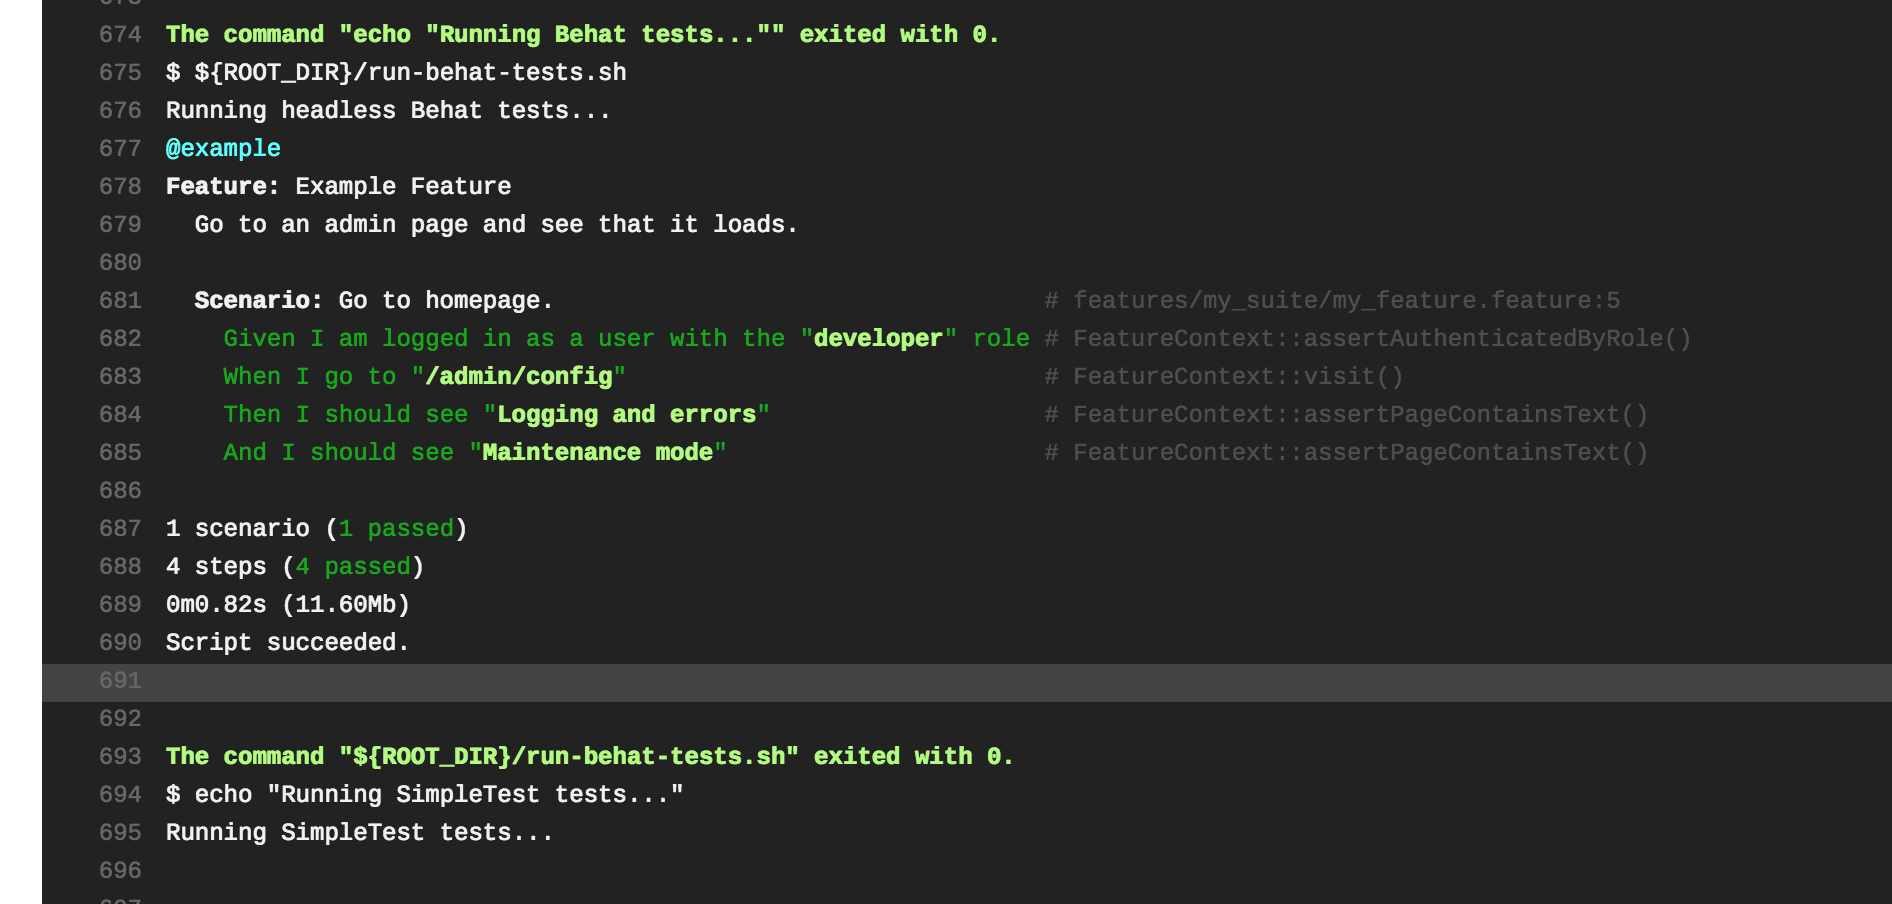 674 The command "echo "Running Behat tests..."" exited with 0.
675 $ ${ROOT_DIR}/run-behat-tests.sh
676 Running headless Behat tests...
677 @example
678 Feature: Example Feature
679 Go to an admin page and see that it loads.
680
681 Scenario: Go to homepage. # features/my_suite/my_feature.feature:5
682 Given I am logged in as a user with the "developer" role # FeatureContext::assertAuthenticatedByRole()
683 When I go to "/admin/config" # FeatureContext::visit()
684 Then I should see "Logging and errors" # FeatureContext::assertPageContainsText()
685 And I should see "Maintenance mode" # FeatureContext::assertPageContainsText()
686
687 1 scenario (1 passed)
688 4 steps (4 passed)
689 0m0.82s (11.60Mb)
690 Script succeeded.
691
692
693 The command "${ROOT_DIR}/run-behat-tests.sh" exited with 0.
694 $ echo "Running SimpleTest tests..."
695 Running SimpleTest tests...
696